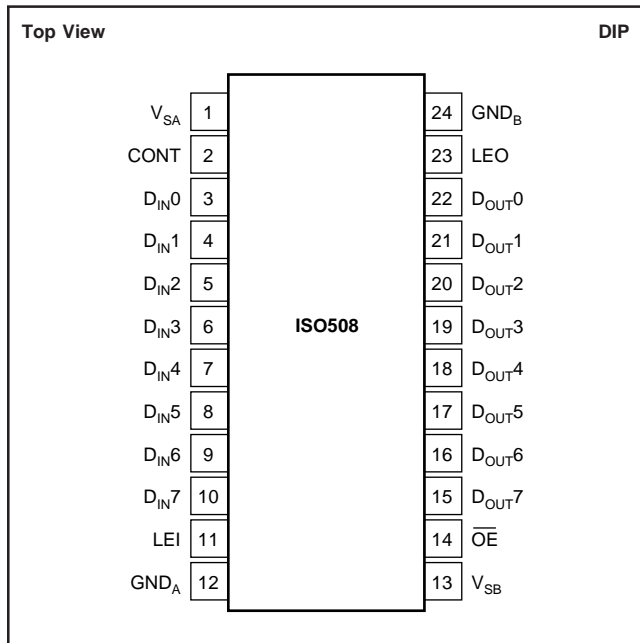 Top View DIP
V_SA 1 24 GND_B
CONT 2 23 LEO
D_IN0 3 22 D_OUT0
D_IN1 4 21 D_OUT1
D_IN2 5 20 D_OUT2
D_IN3 6 ISO508 19 D_OUT3
D_IN4 7 18 D_OUT4
D_IN5 8 17 D_OUT5
D_IN6 9 16 D_OUT6
D_IN7 10 15 D_OUT7
LEI 11 14 O̅E̅
GND_A 12 13 V_SB